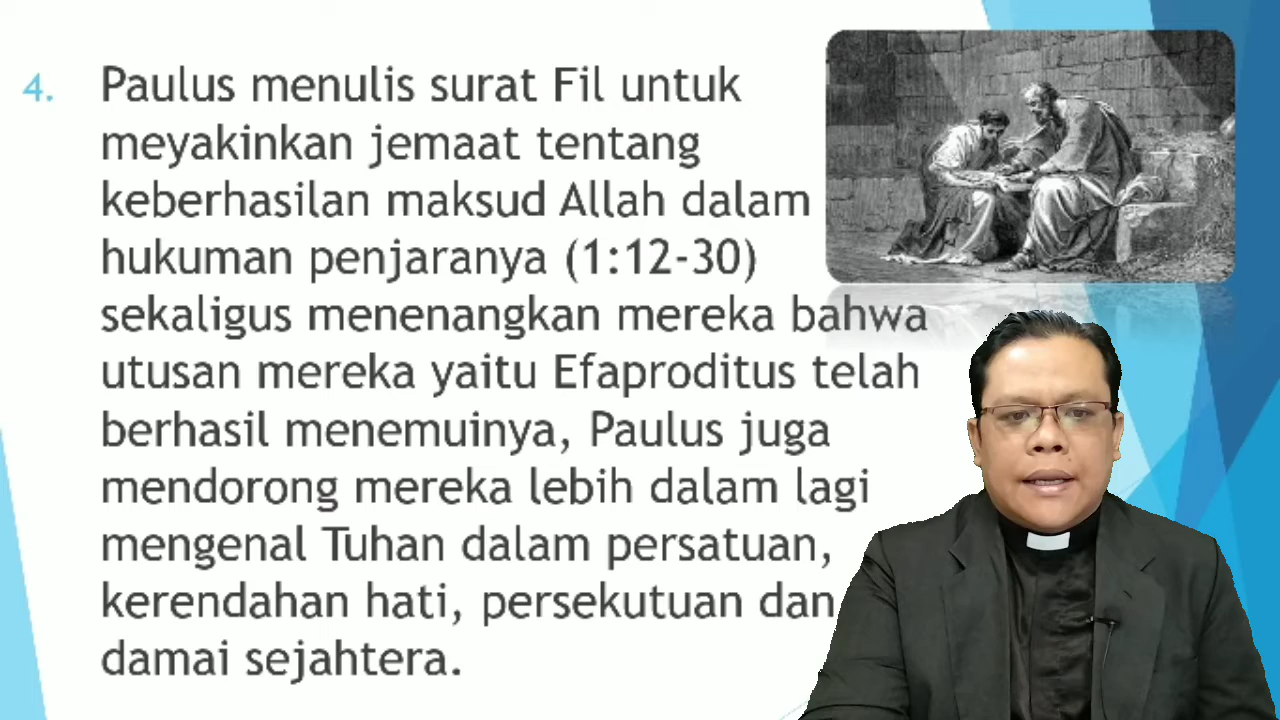 4. Paulus menulis surat Fil untuk
meyakinkan jemaat tentang
keberhasilan maksud Allah dalam
hukuman penjaranya (1:12-30)
sekaligus menenangkan mereka bahwa
utusan mereka yaitu Efaproditus telah
berhasil menemuinya, Paulus juga
mendorong mereka lebih dalam lagi
mengenal Tuhan dalam persatuan,
kerendahan hati, persekutuan dan
damai sejahtera.